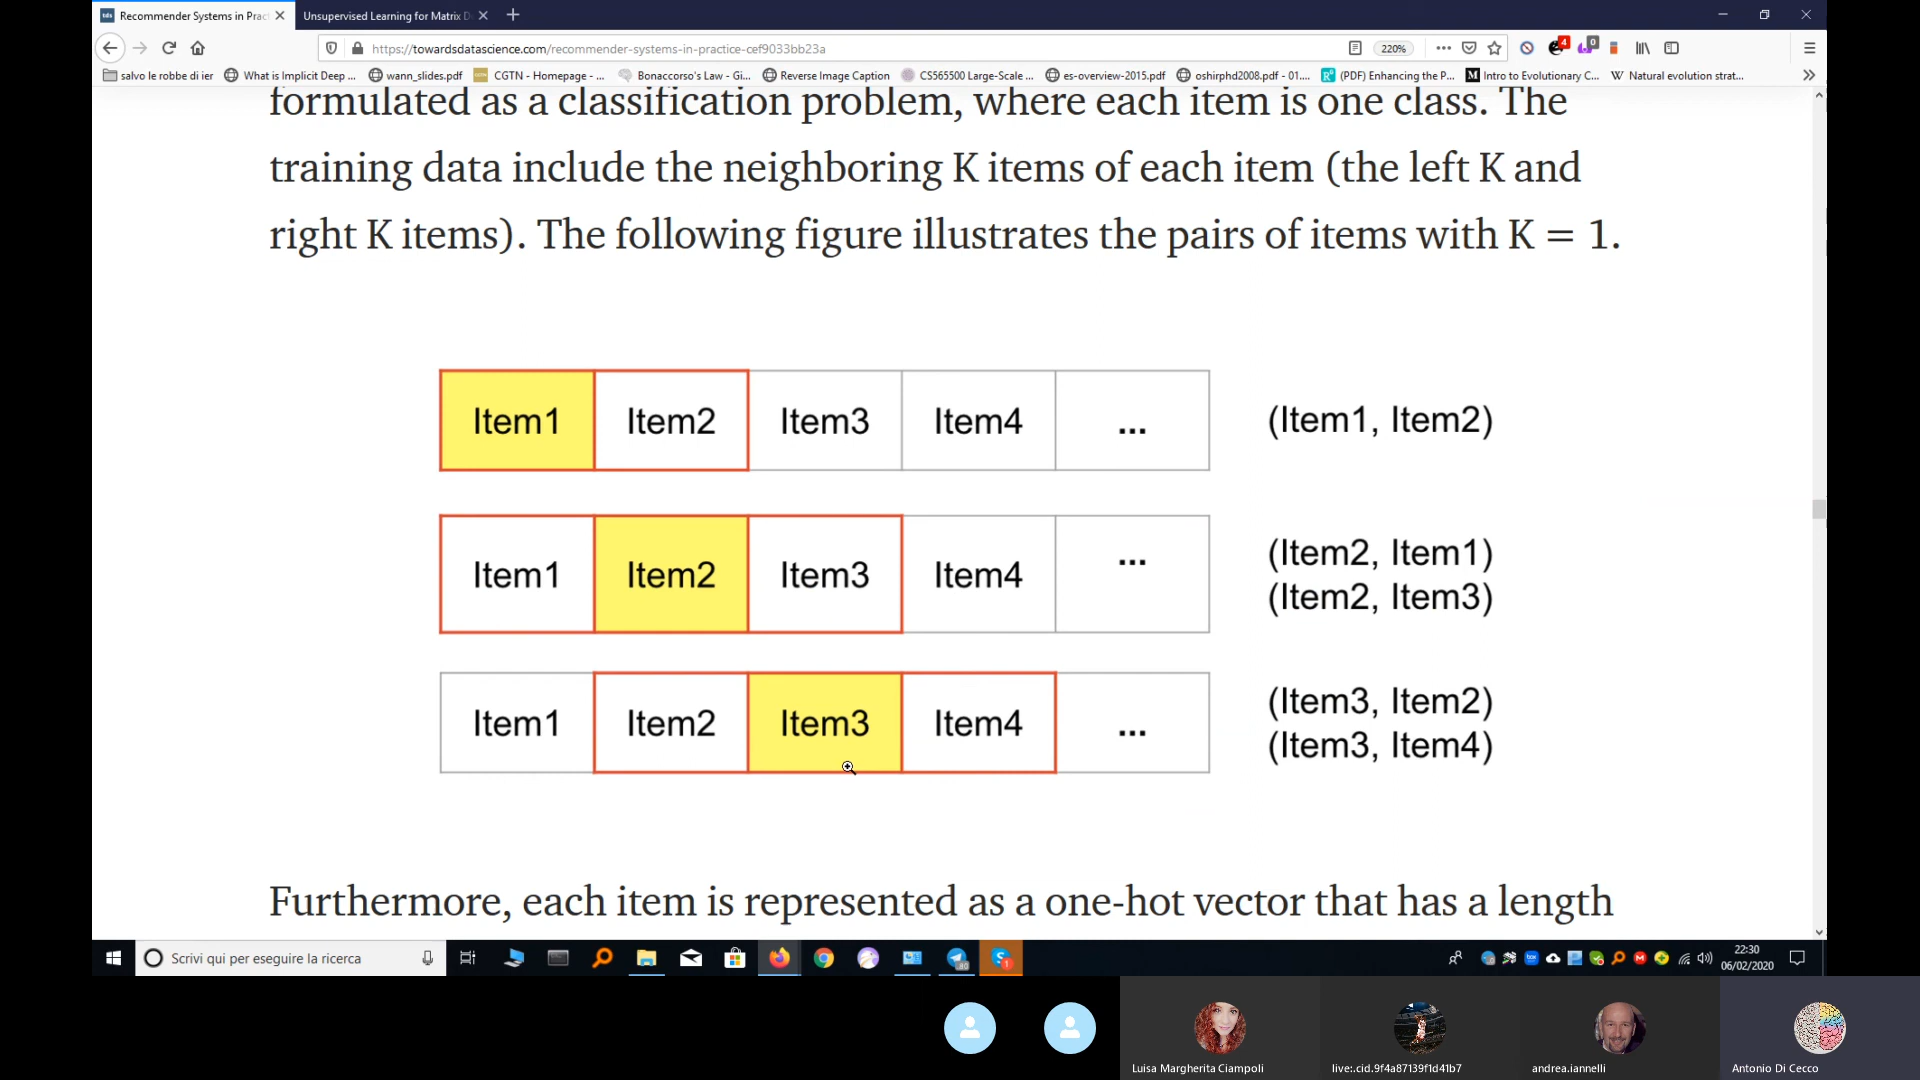 Recommender Systems in Prac
Unsupervised Learning for Matrix D
https://towardsdatascience.com/recommender-systems-in-practice-cef9033bb23a
220%
4
0
salvo le robbe di ier
What is Implicit Deep ...
wann_slides.pdf
CGTN - Homepage - ...
Bonaccorso's Law - Gi...
Reverse Image Caption
CS565500 Large-Scale ...
es-overview-2015.pdf
oshirphd2008.pdf - 01....
(PDF) Enhancing the P...
Intro to Evolutionary C...
Natural evolution strat...
formulated as a classification problem, where each item is one class. The
training data include the neighboring K items of each item (the left K and
right K items). The following figure illustrates the pairs of items with K = 1.
Item1 Item2 Item3 Item4 ... (Item1, Item2)
Item1 Item2 Item3 Item4 ... (Item2, Item1)
(Item2, Item3)
Item1 Item2 Item3 Item4 ... (Item3, Item2)
(Item3, Item4)
Furthermore, each item is represented as a one-hot vector that has a length
Scrivi qui per eseguire la ricerca
22:30
06/02/2020
Luisa Margherita Ciampoli
live:.cid.9f4a87139f1d41b7
andrea.iannelli
Antonio Di Cecco